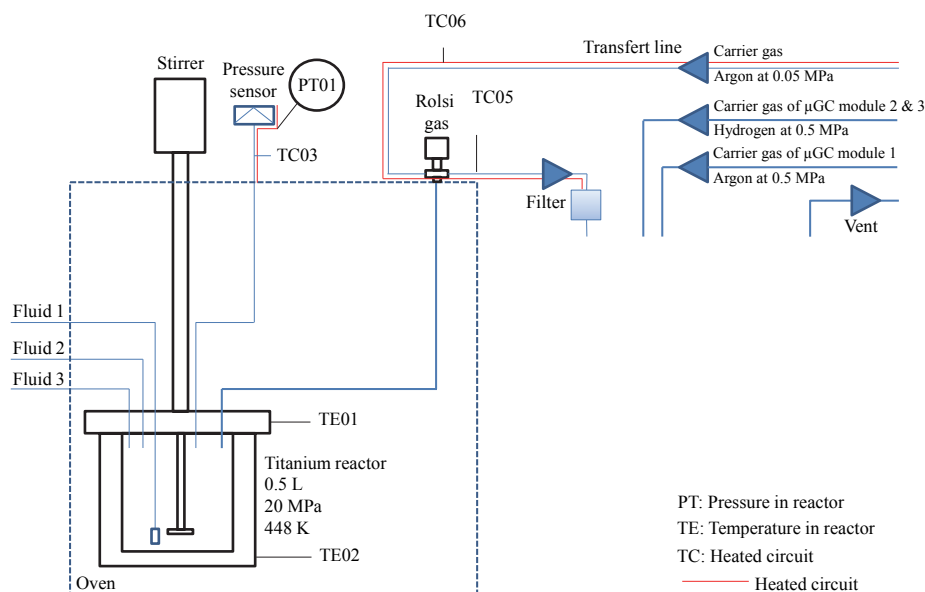 TC06
Stirrer
Pressure
sensor
PT01
Transfert line
Carrier gas
Argon at 0.05 MPa
Rolsi
gas
TC05
Carrier gas of µGC module 2 & 3
Hydrogen at 0.5 MPa
TC03
Carrier gas of µGC module 1
Argon at 0.5 MPa
Filter
Vent
Fluid 1
Fluid 2
Fluid 3
TE01
Titanium reactor
0.5 L
20 MPa
448 K
TE02
Oven
PT: Pressure in reactor
TE: Temperature in reactor
TC: Heated circuit
Heated circuit